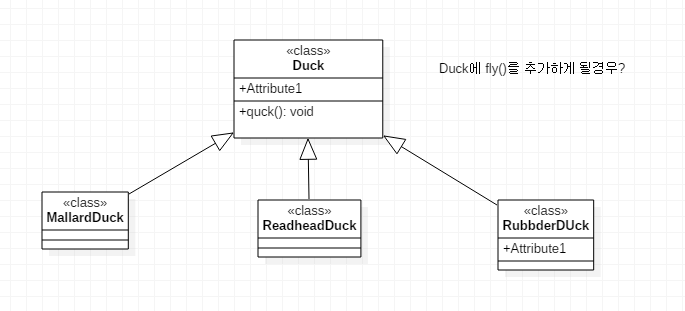 «class»
Duck
+Attribute1
+quck(): void
Duck에 fly()를 추가하게 될경우?
«class»
MallardDuck
«class»
ReadheadDuck
«class»
RubbderDUck
+Attribute1